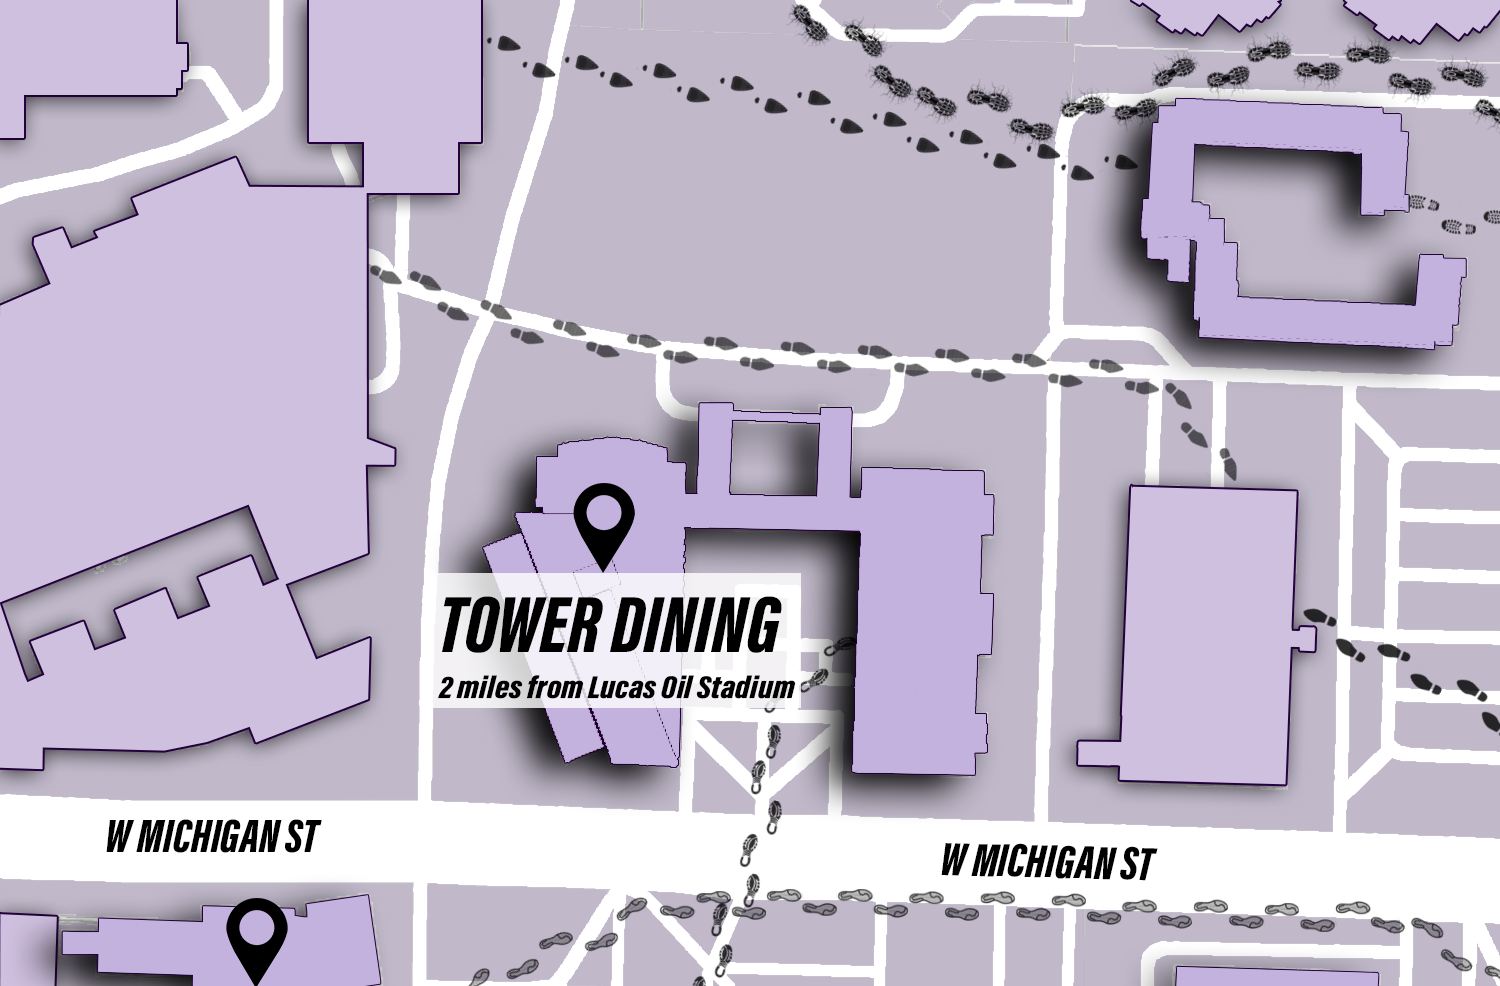 TOWER DINING
2 miles from Lucas Oil Stadium
W MICHIGAN ST
W MICHIGAN ST